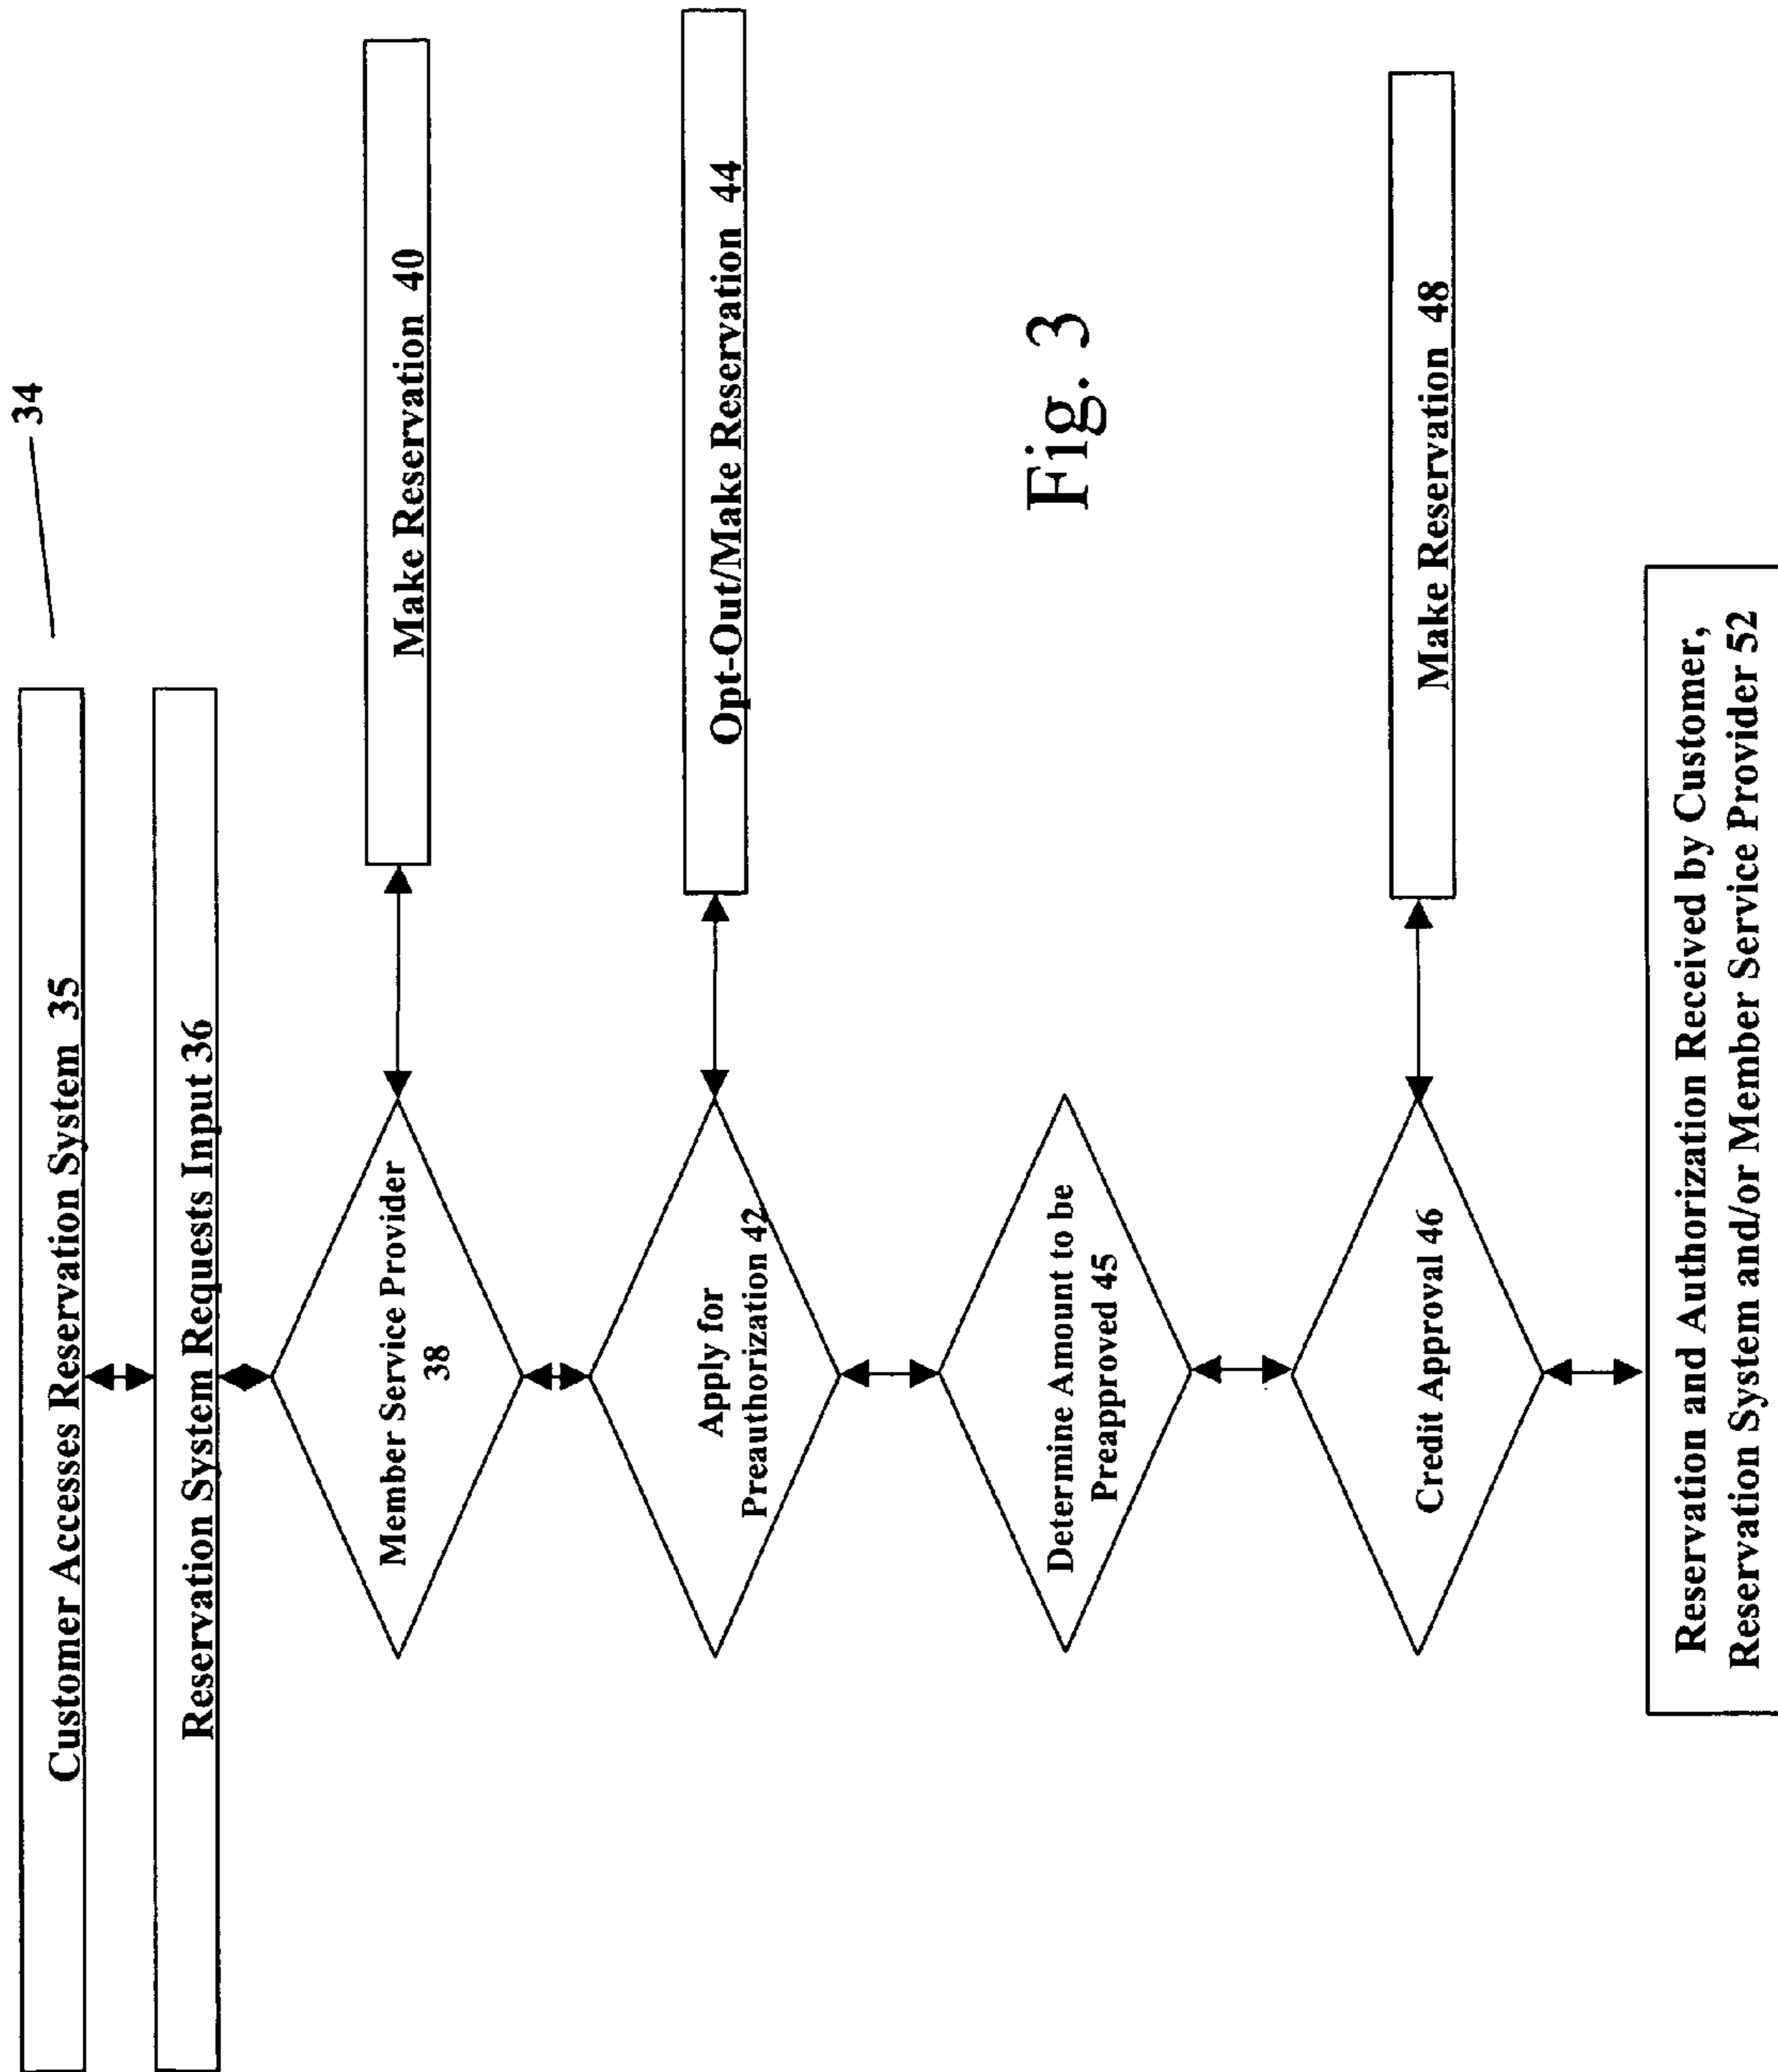 34
Customer Accesses Reservation System 35
Reservation System Requests Input 36
Member Service Provider
38
Make Reservation 40
Apply for
Preauthorization 42
Opt-Out/Make Reservation 44
Determine Amount to be
Preapproved 45
Fig. 3
Credit Approval 46
Make Reservation 48
Reservation and Authorization Received by Customer,
Reservation System and/or Member Service Provider 52